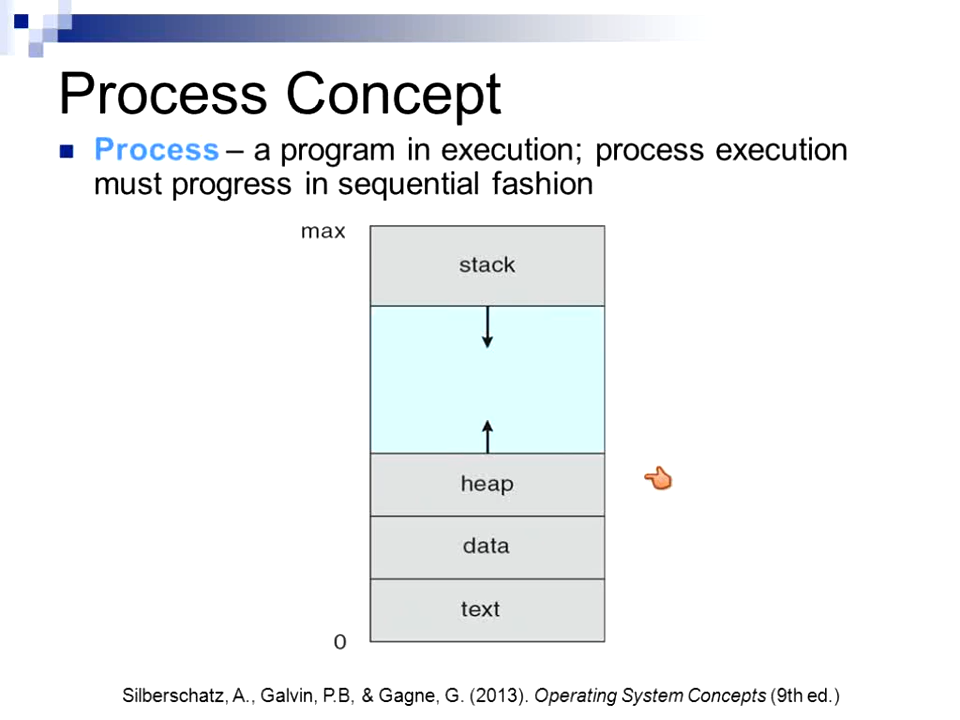 Process Concept
Process – a program in execution; process execution
must progress in sequential fashion
max
stack
heap
data
text
0
Silberschatz, A., Galvin, P.B, & Gagne, G. (2013). Operating System Concepts (9th ed.)